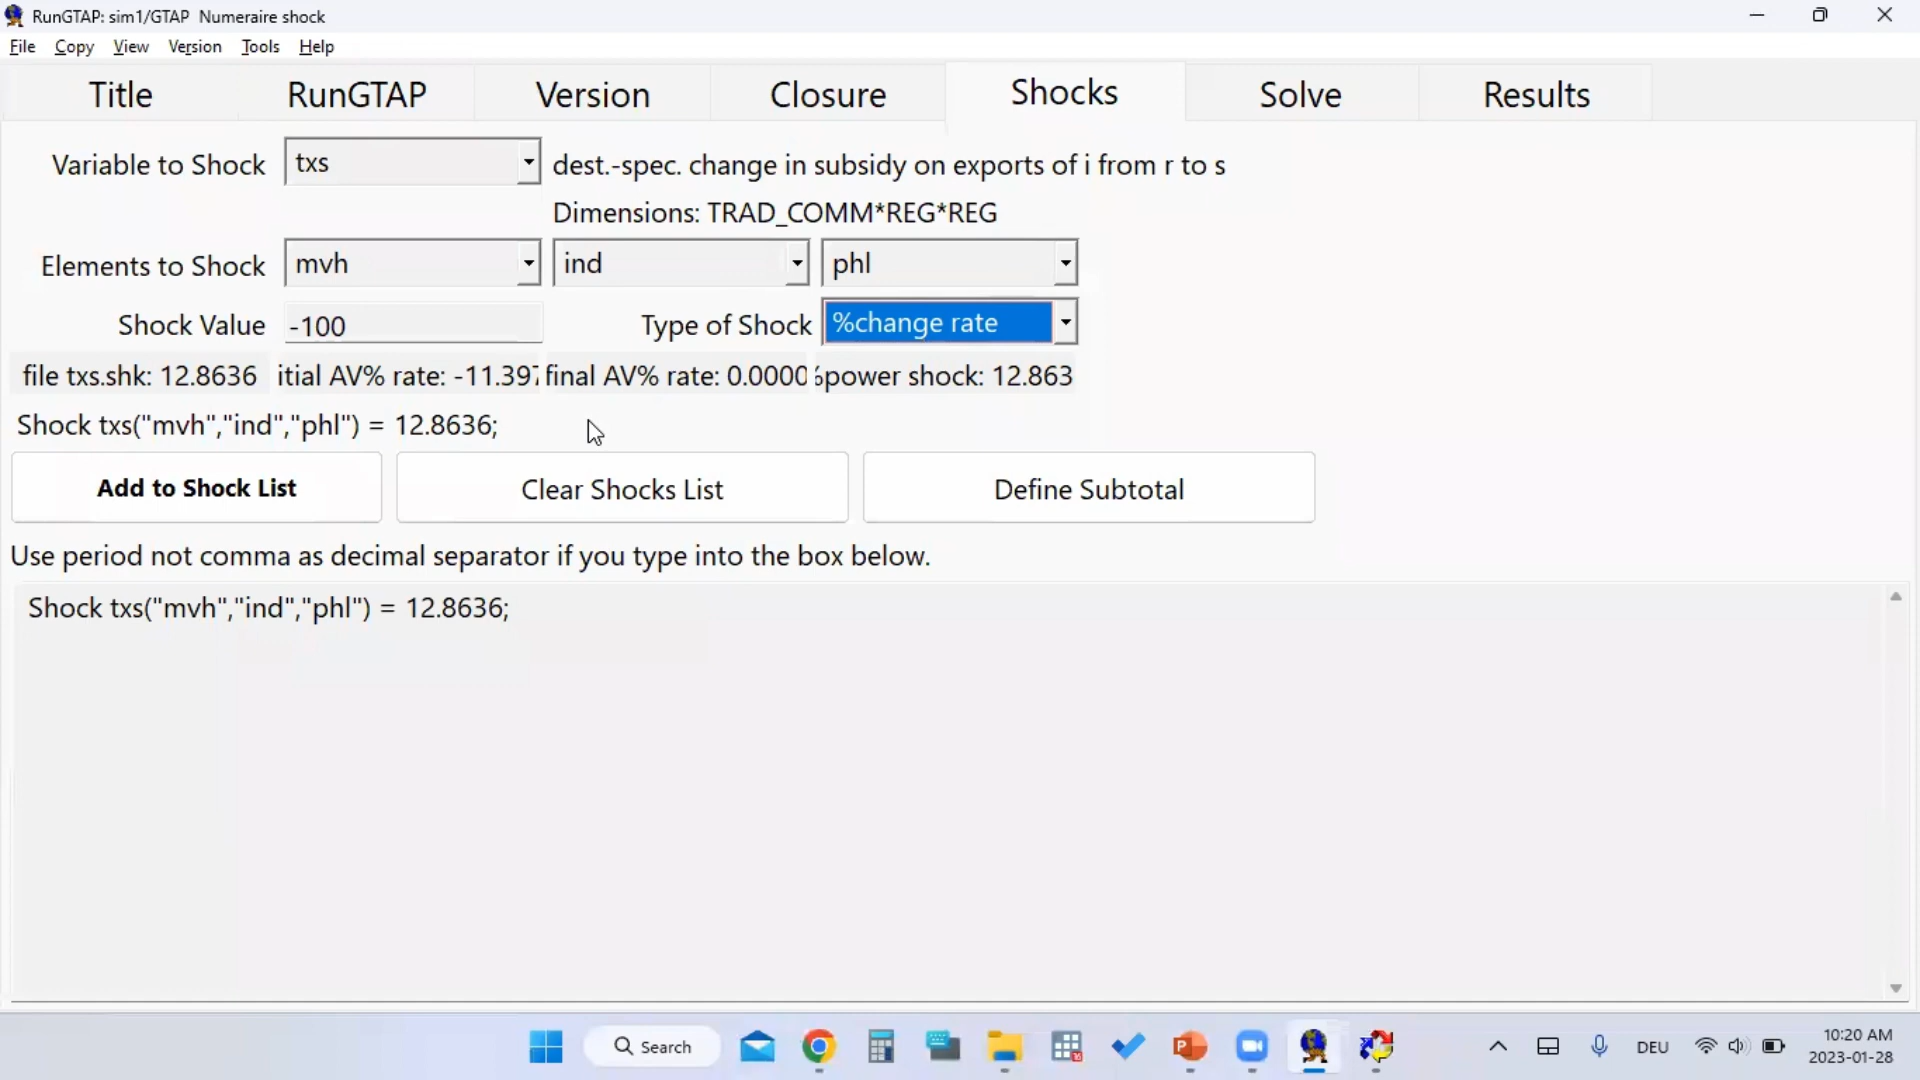 RunGTAP: sim1/GTAP Numeraire shock
File Copy View Version Tools Help
Title RunGTAP Version Closure Shocks Solve Results
Variable to Shock txs dest.-spec. change in subsidy on exports of i from r to s
Dimensions: TRAD_COMM*REG*REG
Elements to Shock mvh ind phl
Shock Value -100 Type of Shock %change rate
file txs.shk: 12.8636 itial AV% rate: -11.397 final AV% rate: 0.0000 %power shock: 12.863
Shock txs("mvh","ind","phl") = 12.8636;
Add to Shock List Clear Shocks List Define Subtotal
Use period not comma as decimal separator if you type into the box below.
Shock txs("mvh","ind","phl") = 12.8636;
Search DEU 10:20 AM
2023-01-28